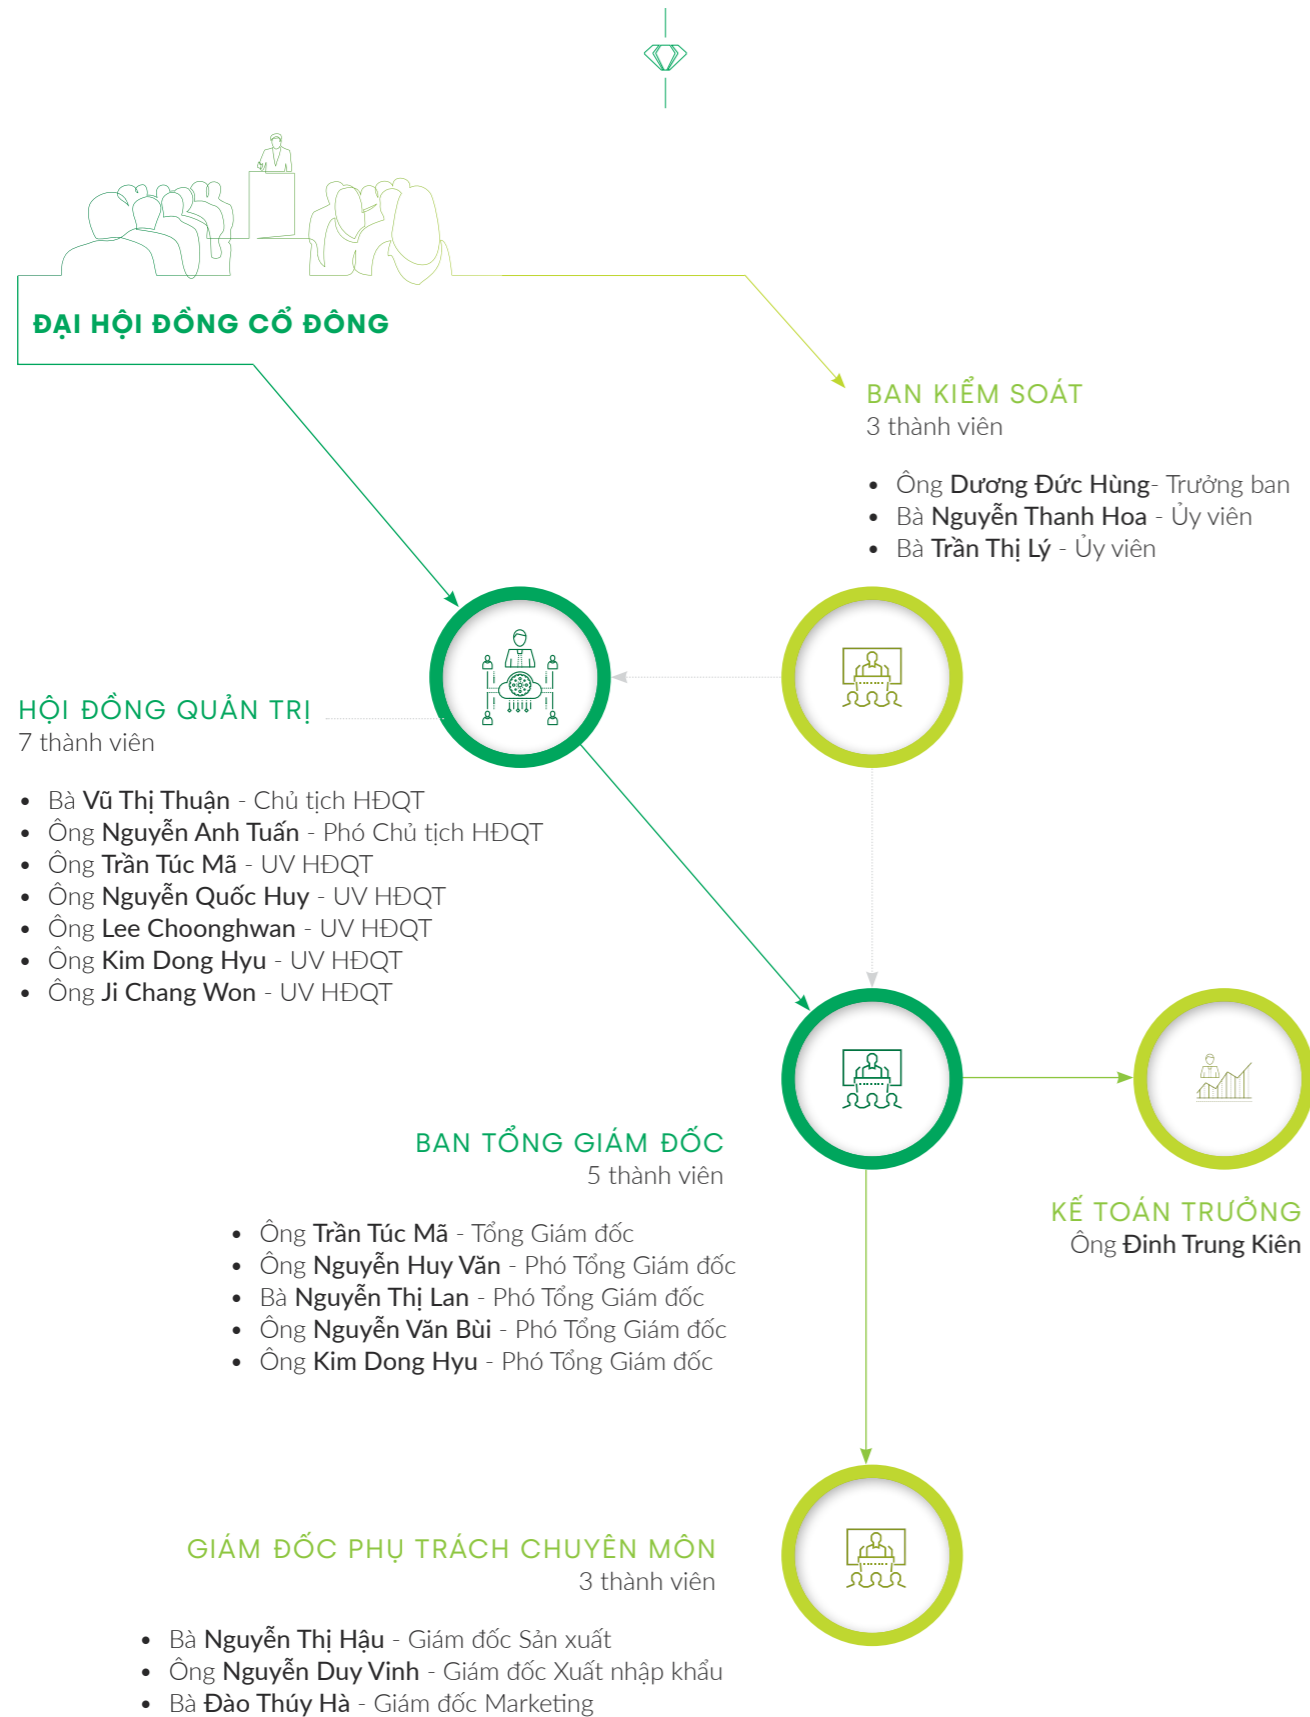 ĐẠI HỘI ĐỒNG CỔ ĐÔNG
BAN KIỂM SOÁT
3 thành viên
• Ông Dương Đức Hùng- Trưởng ban
• Bà Nguyễn Thanh Hoa - Ủy viên
• Bà Trần Thị Lý - Ủy viên
HỘI ĐỒNG QUẢN TRỊ
7 thành viên
• Bà Vũ Thị Thuận - Chủ tịch HĐQT
• Ông Nguyễn Anh Tuấn - Phó Chủ tịch HĐQT
• Ông Trần Túc Mã - UV HĐQT
• Ông Nguyễn Quốc Huy - UV HĐQT
• Ông Lee Choonghwan - UV HĐQT
• Ông Kim Dong Hyu - UV HĐQT
• Ông Ji Chang Won - UV HĐQT
BAN TỔNG GIÁM ĐỐC
5 thành viên
• Ông Trần Túc Mã - Tổng Giám đốc
• Ông Nguyễn Huy Văn - Phó Tổng Giám đốc
• Bà Nguyễn Thị Lan - Phó Tổng Giám đốc
• Ông Nguyễn Văn Bùi - Phó Tổng Giám đốc
• Ông Kim Dong Hyu - Phó Tổng Giám đốc
KẾ TOÁN TRƯỞNG
Ông Đinh Trung Kiên
GIÁM ĐỐC PHỤ TRÁCH CHUYÊN MÔN
3 thành viên
• Bà Nguyễn Thị Hậu - Giám đốc Sản xuất
• Ông Nguyễn Duy Vinh - Giám đốc Xuất nhập khẩu
• Bà Đào Thúy Hà - Giám đốc Marketing